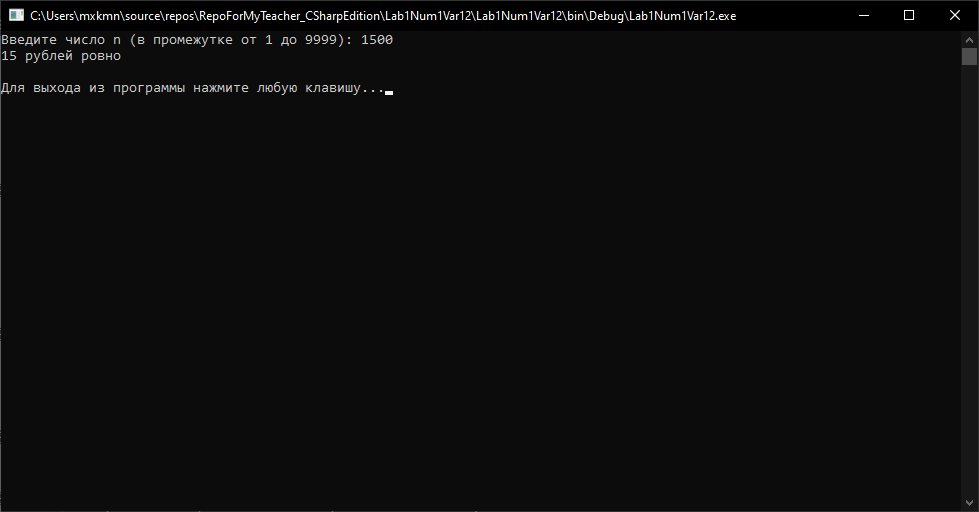 C:\Users\mxkmn\source\repos\RepoForMyTeacher_CSharpEdition\Lab1Num1Var12\Lab1Num1Var12\bin\Debug\Lab1Num1Var12.exe
Введите число n (в промежутке от 1 до 9999): 1500
15 рублей ровно
Для выхода из программы нажмите любую клавишу...